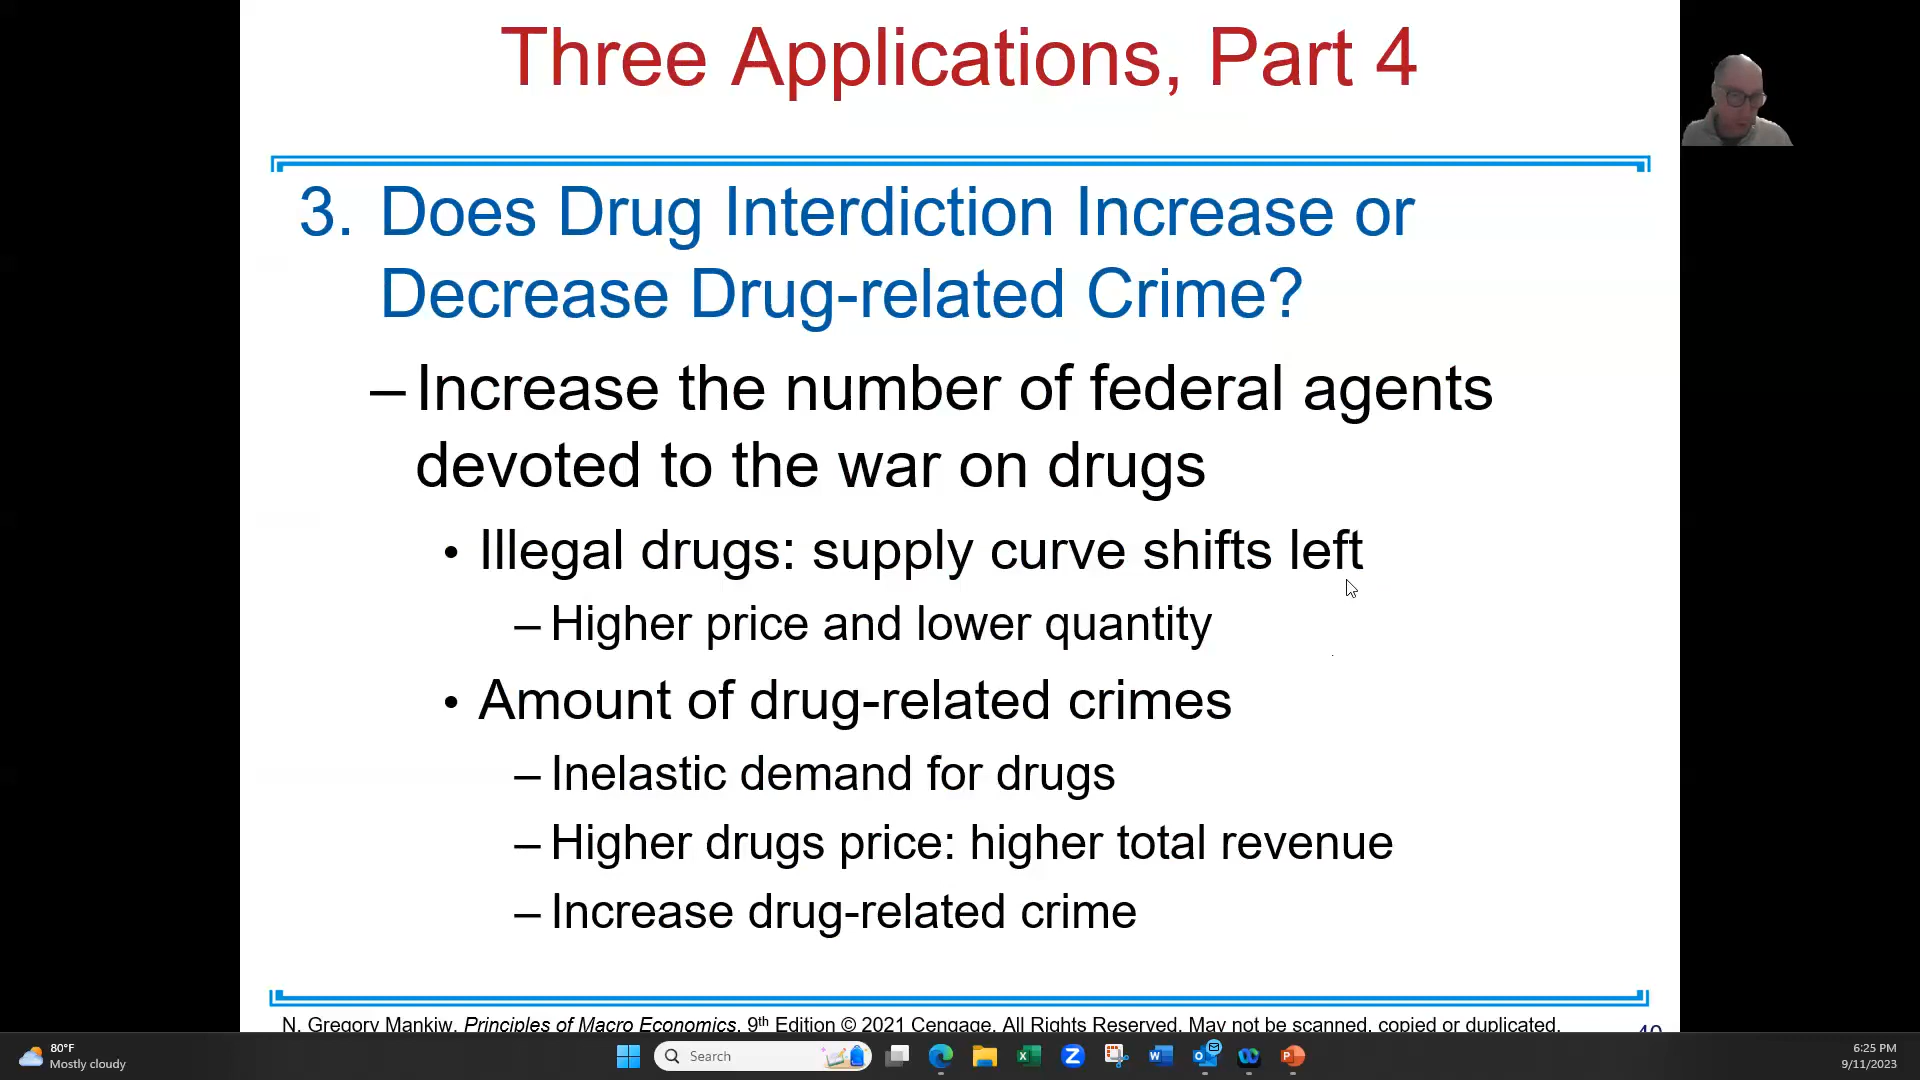 Three Applications, Part 4
3. Does Drug Interdiction Increase or
Decrease Drug-related Crime?
– Increase the number of federal agents
devoted to the war on drugs
• Illegal drugs: supply curve shifts left
– Higher price and lower quantity
• Amount of drug-related crimes
– Inelastic demand for drugs
– Higher drugs price: higher total revenue
– Increase drug-related crime
N. Gregory Mankiw, Principles of Macro Economics, 9th Edition © 2021 Cengage. All Rights Reserved. May not be scanned, copied or duplicated,
80°F
Mostly cloudy
Search
6:25 PM
9/11/2023